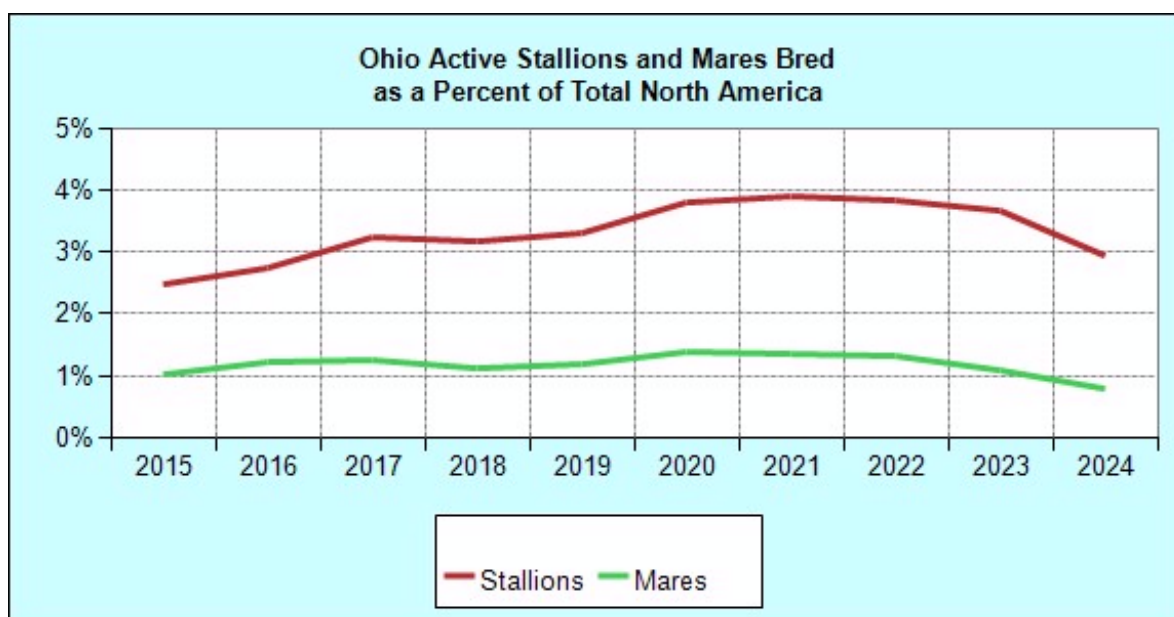 Ohio Active Stallions and Mares Bred
as a Percent of Total North America
5%
4%
3%
2%
1%
0%
2015 2016 2017 2018 2019 2020 2021 2022 2023 2024
Stallions Mares